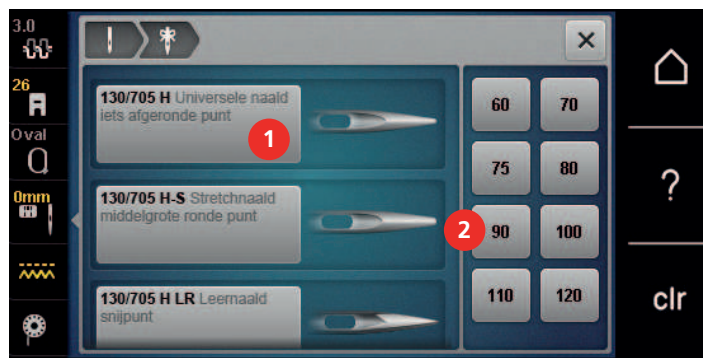 3.0
26
Oval
0mm
130/705 H Universele naald
iets afgeronde punt
1
130/705 H-S Stretchnaald
middelgrote ronde punt
2
130/705 H LR Leernaald
snijpunt
60 70
75 80
90 100
110 120
?
clr